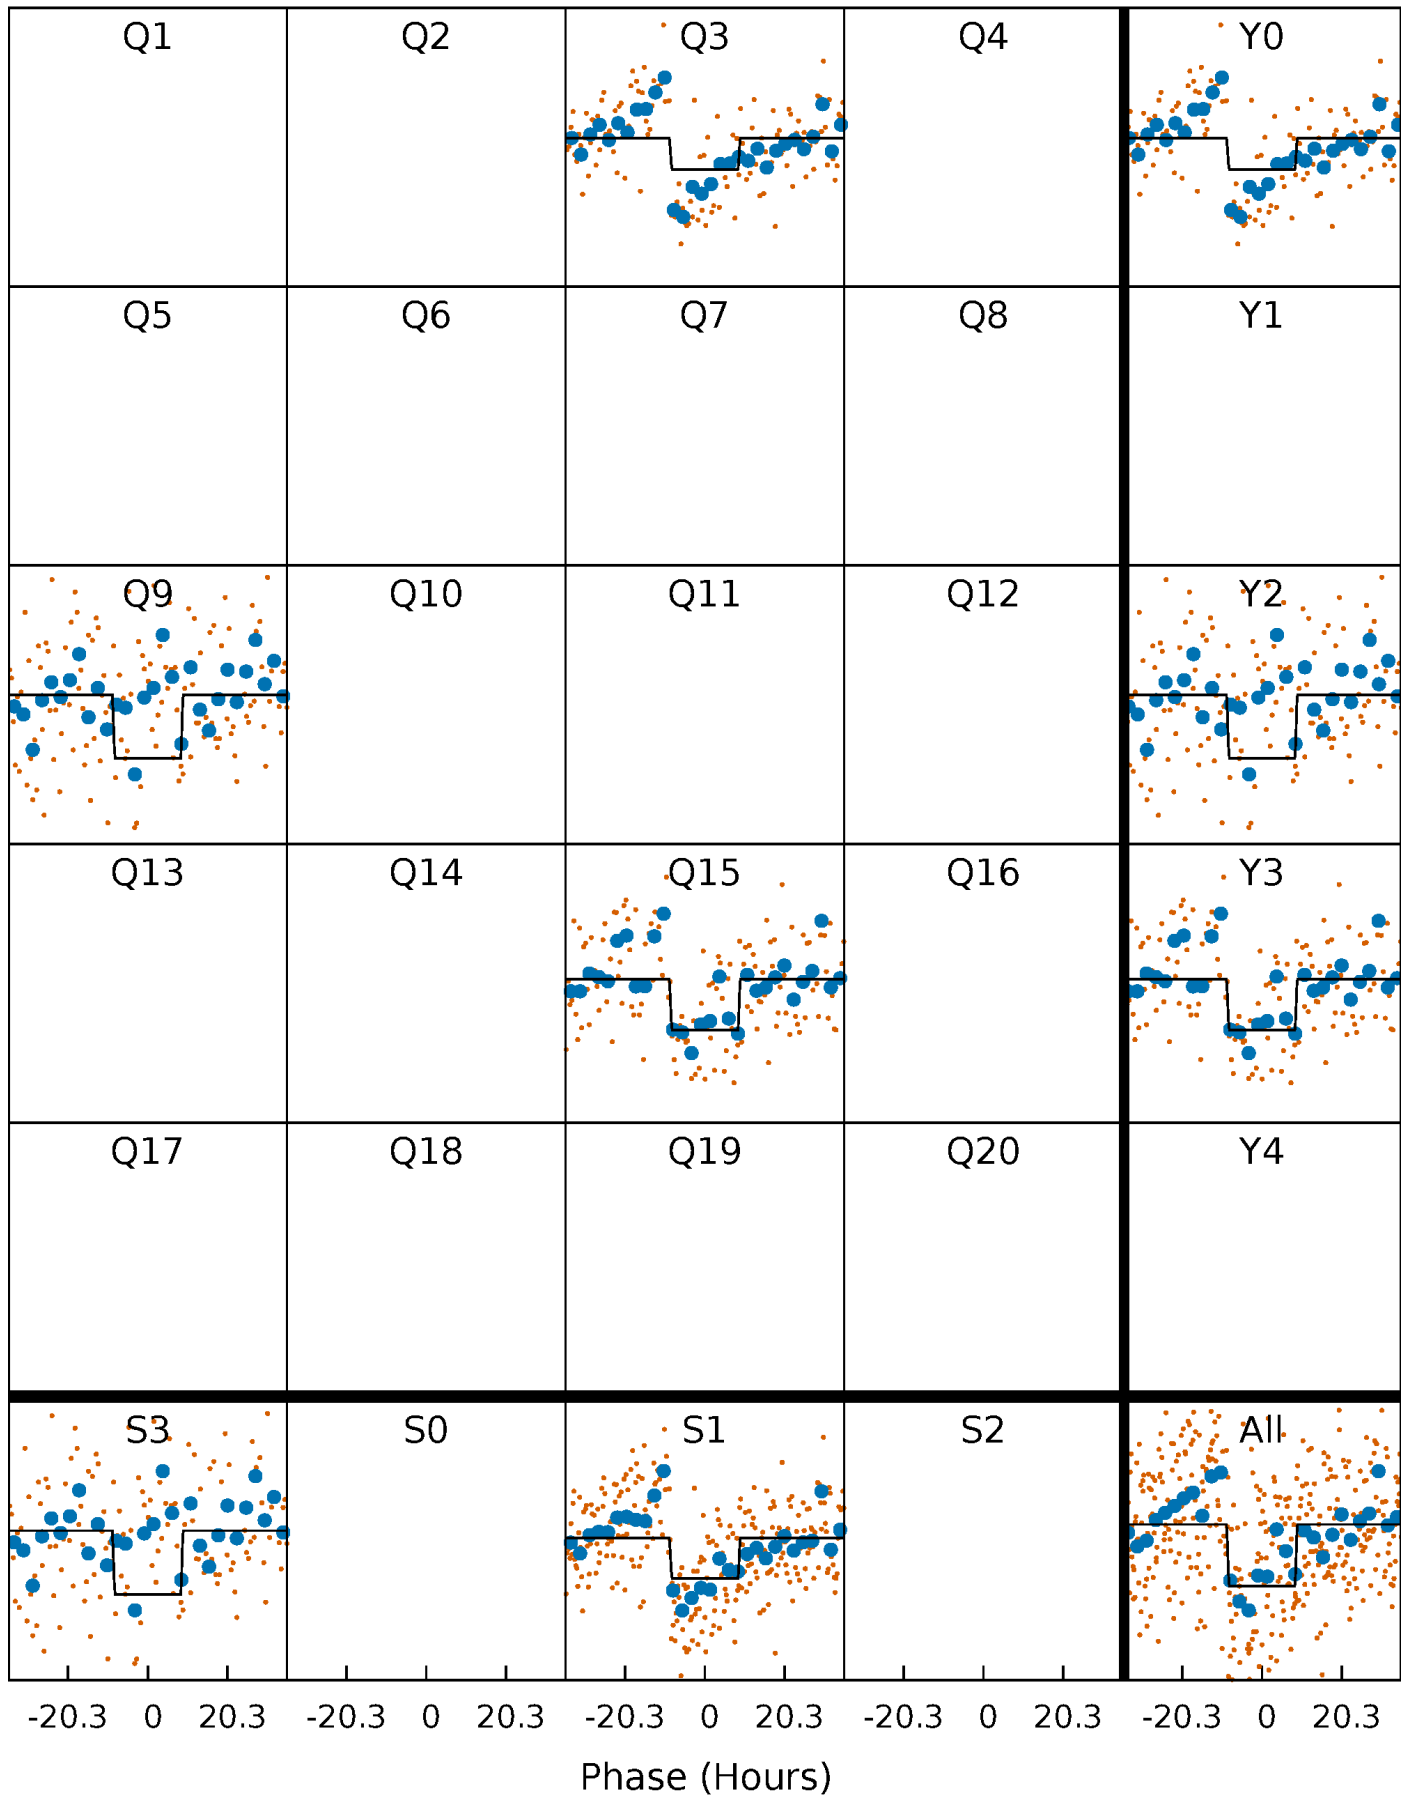 Q1 Q2 Q3 Q4 Y0
Q5 Q6 Q7 Q8 Y1
Q9 Q10 Q11 Q12 Y2
Q13 Q14 Q15 Q16 Y3
Q17 Q18 Q19 Q20 Y4
S3 S0 S1 S2 All
-20.3 0 20.3 -20.3 0 20.3 -20.3 0 20.3 -20.3 0 20.3 -20.3 0 20.3
Phase (Hours)